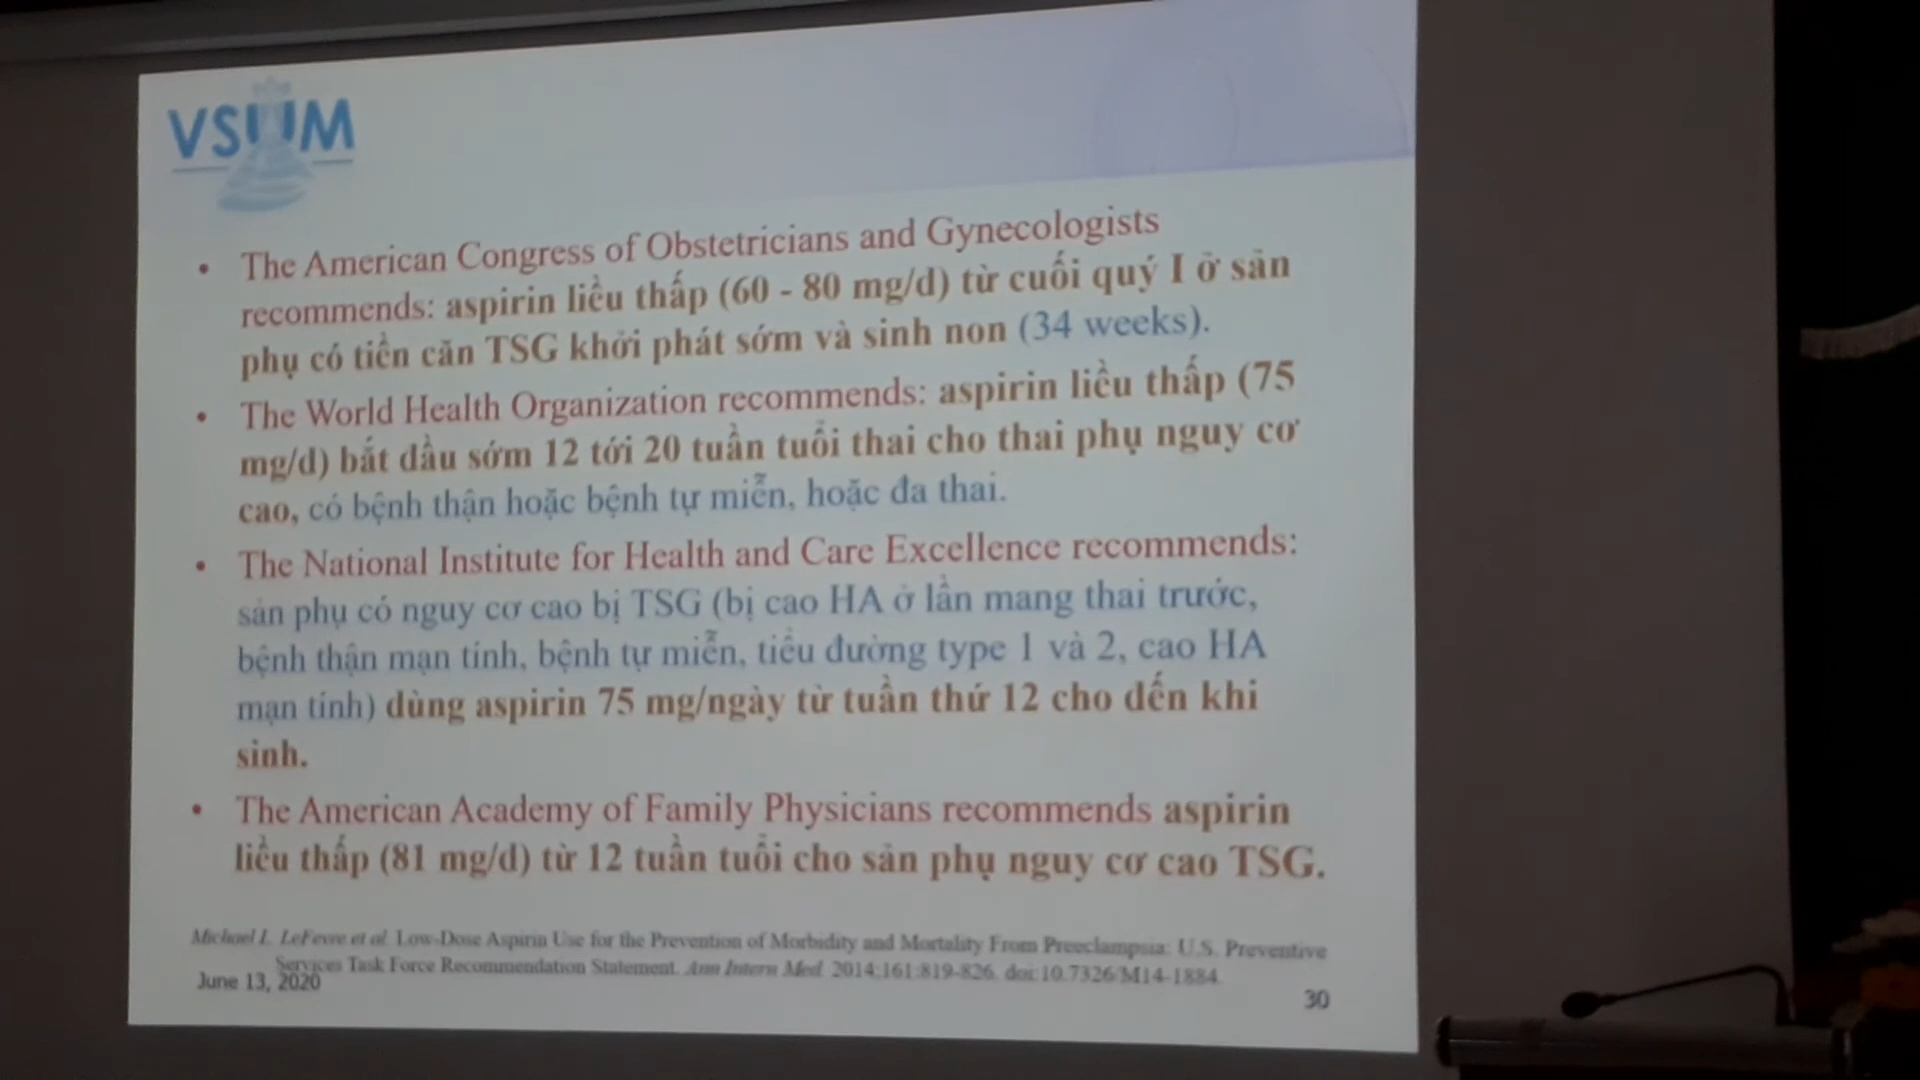 VSUM
• The American Congress of Obstetricians and Gynecologists
recommends: aspirin liều thấp (60 - 80 mg/d) từ cuối quý I ở sản
phụ có tiền căn TSG khởi phát sớm và sinh non (34 weeks).
• The World Health Organization recommends: aspirin liều thấp (75
mg/d) bắt đầu sớm 12 tới 20 tuần tuổi thai cho thai phụ nguy cơ
cao, có bệnh thận hoặc bệnh tự miễn, hoặc đa thai.
• The National Institute for Health and Care Excellence recommends:
sản phụ có nguy cơ cao bị TSG (bị cao HA ở lần mang thai trước,
bệnh thận mạn tính, bệnh tự miễn, tiểu đường type 1 và 2, cao HA
mạn tính) dùng aspirin 75 mg/ngày từ tuần thứ 12 cho đến khi
sinh.
• The American Academy of Family Physicians recommends aspirin
liều thấp (81 mg/d) từ 12 tuần tuổi cho sản phụ nguy cơ cao TSG.
Michael L. LeFevre et al. Low-Dose Aspirin Use for the Prevention of Morbidity and Mortality From Preeclampsia: U.S. Preventive
Services Task Force Recommendation Statement. Ann Intern Med. 2014;161:819-826. doi:10.7326/M14-1884.
June 13, 2020
30